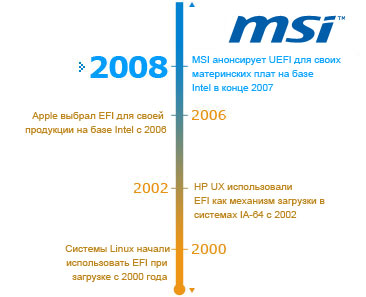 msi™
2008
MSI анонсирует UEFI для своих
материнских плат на базе
Intel в конце 2007
Apple выбрал EFI для своей
продукции на базе Intel с 2006
2006
2002
HP UX использовали
EFI как механизм загрузки в
системах IA-64 с 2002
Системы Linux начали
использовать EFI при
загрузке с 2000 года
2000